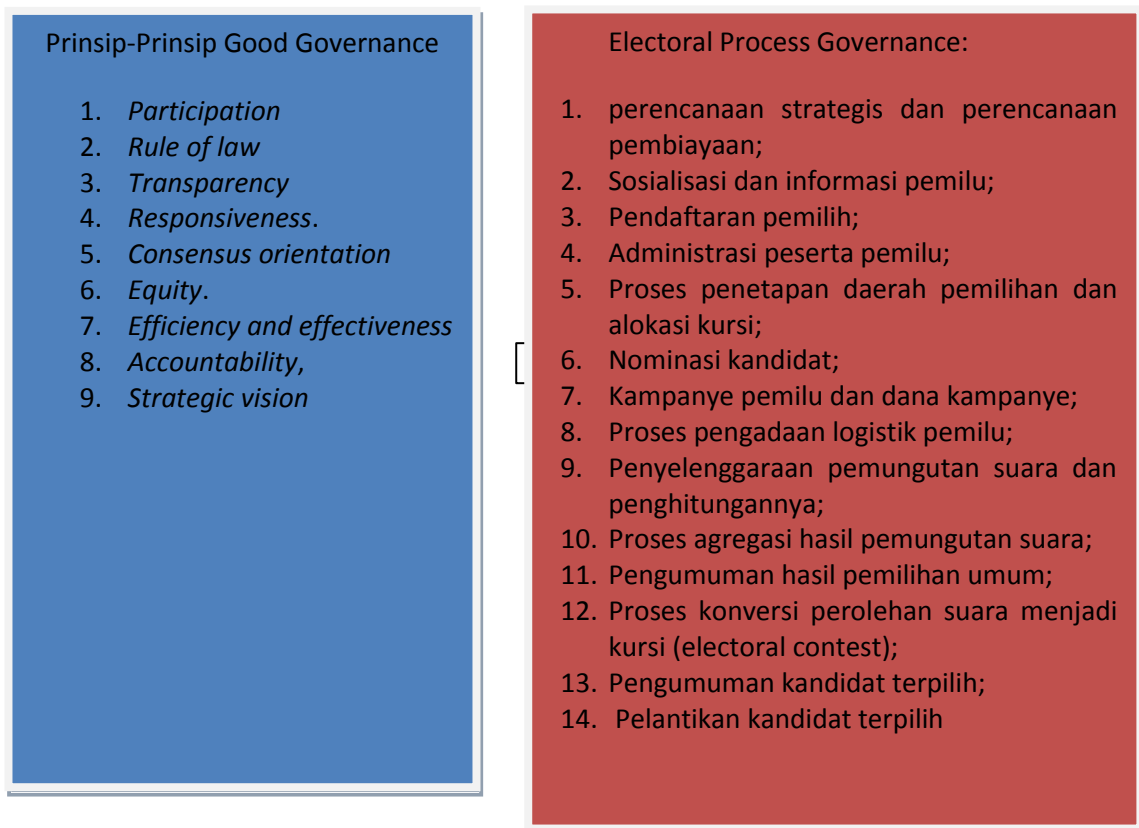 Prinsip-Prinsip Good Governance
1. Participation
2. Rule of law
3. Transparency
4. Responsiveness.
5. Consensus orientation
6. Equity.
7. Efficiency and effectiveness
8. Accountability,
9. Strategic vision
Electoral Process Governance:
1. perencanaan strategis dan perencanaan
pembiayaan;
2. Sosialisasi dan informasi pemilu;
3. Pendaftaran pemilih;
4. Administrasi peserta pemilu;
5. Proses penetapan daerah pemilihan dan
alokasi kursi;
6. Nominasi kandidat;
7. Kampanye pemilu dan dana kampanye;
8. Proses pengadaan logistik pemilu;
9. Penyelenggaraan pemungutan suara dan
penghitungannya;
10. Proses agregasi hasil pemungutan suara;
11. Pengumuman hasil pemilihan umum;
12. Proses konversi perolehan suara menjadi
kursi (electoral contest);
13. Pengumuman kandidat terpilih;
14. Pelantikan kandidat terpilih